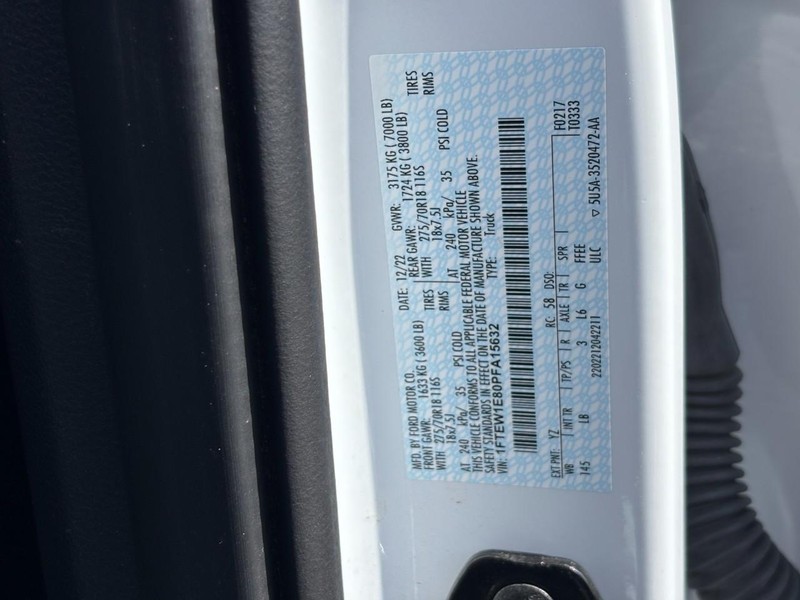 MFD. BY FORD MOTOR CO. DATE: 12/22 GVWR: 3175 KG ( 7000 LB)
FRONT GAWR: 1633 KG (3600 LB) REAR GAWR: 1724 KG ( 3800 LB)
WITH 275/70R18 116S TIRES WITH 275/70R18 116S TIRES
18x7.5J RIMS 18x7.5J RIMS
AT 240 kPa/ 35 PSI COLD AT 240 kPa/ 35 PSI COLD
THIS VEHICLE CONFORMS TO ALL APPLICABLE FEDERAL MOTOR VEHICLE
SAFETY STANDARDS IN EFFECT ON THE DATE OF MANUFACTURE SHOWN ABOVE.
VIN: 1FTEW1E80PFA15632 TYPE: Truck
F0217
T0333
EXT PNT: YZ RC: 58 DSO:
WB INT TR TP/PS R AXLE TR SPR
145 LB 3 L6 G FFEE
2202212042211 ULC ▽ 5U5A-3520472-AA